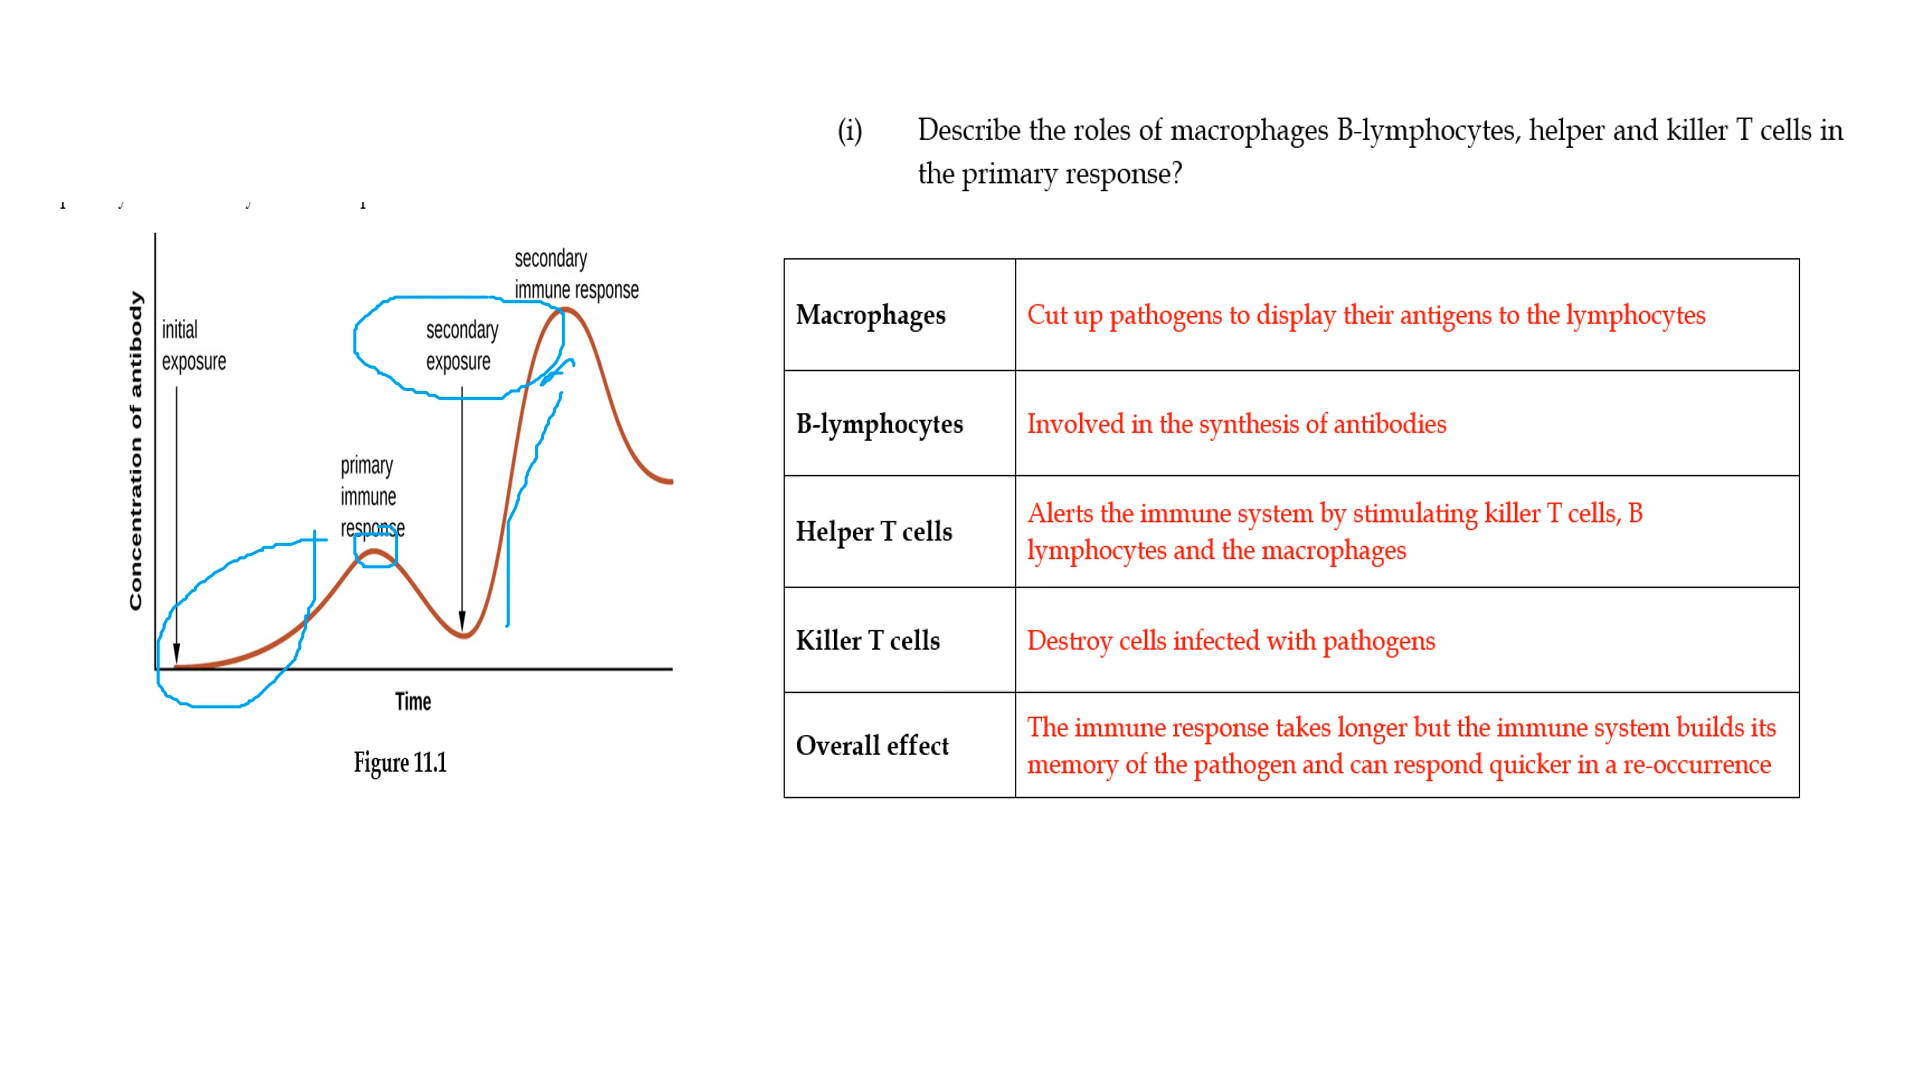 (i) Describe the roles of macrophages B-lymphocytes, helper and killer T cells in
the primary response?
secondary
immune response
initial
exposure
secondary
exposure
primary
immune
response
Concentration of antibody
Time
Figure 11.1
Macrophages
Cut up pathogens to display their antigens to the lymphocytes
B-lymphocytes
Involved in the synthesis of antibodies
Helper T cells
Alerts the immune system by stimulating killer T cells, B
lymphocytes and the macrophages
Killer T cells
Destroy cells infected with pathogens
Overall effect
The immune response takes longer but the immune system builds its
memory of the pathogen and can respond quicker in a re-occurrence